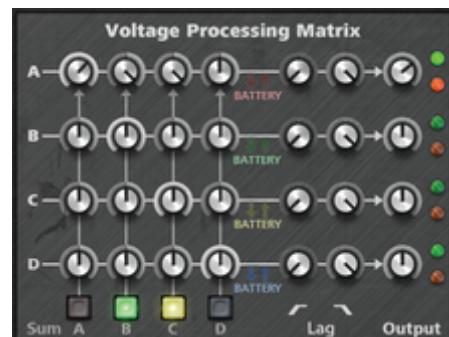 Voltage Processing Matrix
A
BATTERY
B
BATTERY
C
BATTERY
D
BATTERY
Sum A B C D Lag Output